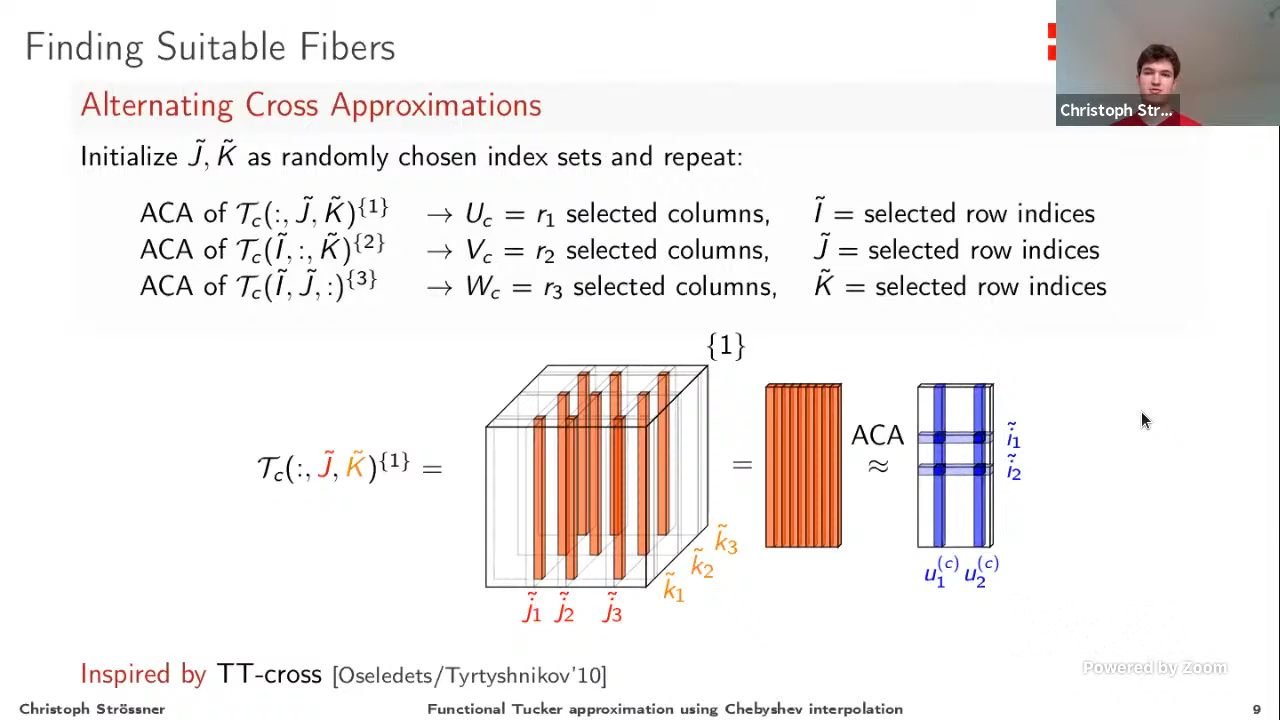 Finding Suitable Fibers
Christoph Str...
Alternating Cross Approximations
Initialize J̃, K̃ as randomly chosen index sets and repeat:
ACA of 𝒯c(:, J̃, K̃)^{1} → Uc = r1 selected columns, Ĩ = selected row indices
ACA of 𝒯c(Ĩ, :, K̃)^{2} → Vc = r2 selected columns, J̃ = selected row indices
ACA of 𝒯c(Ĩ, J̃, :)^{3} → Wc = r3 selected columns, K̃ = selected row indices
{1}
𝒯c(:, J̃, K̃)^{1} =
=
ACA
≈
ĩ1
ĩ2
k̃3
k̃2
k̃1
j̃1 j̃2 j̃3
u1^(c) u2^(c)
Powered by Zoom
Inspired by TT-cross [Oseledets/Tyrtyshnikov'10]
Christoph Strössner Functional Tucker approximation using Chebyshev interpolation 9